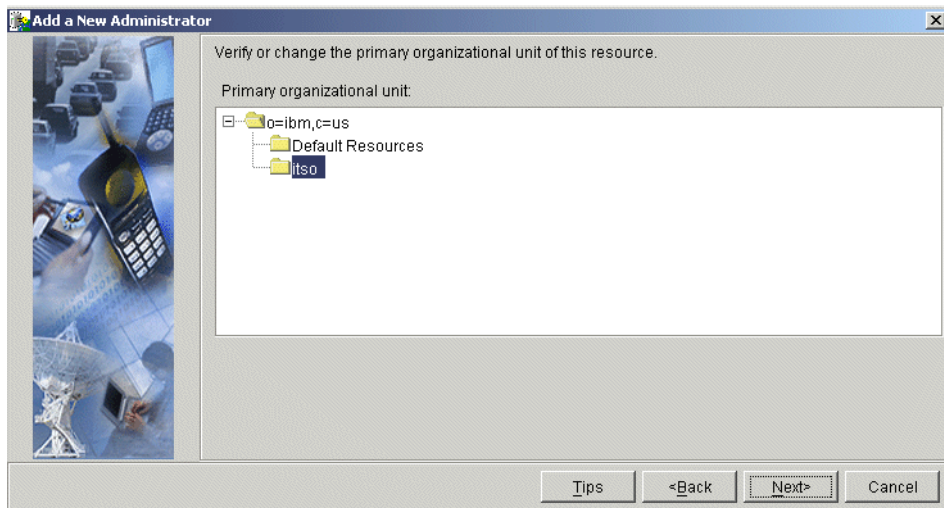 Add a New Administrator
Verify or change the primary organizational unit of this resource.
Primary organizational unit:
o=ibm,c=us
Default Resources
itso
Tips
<Back
Next>
Cancel